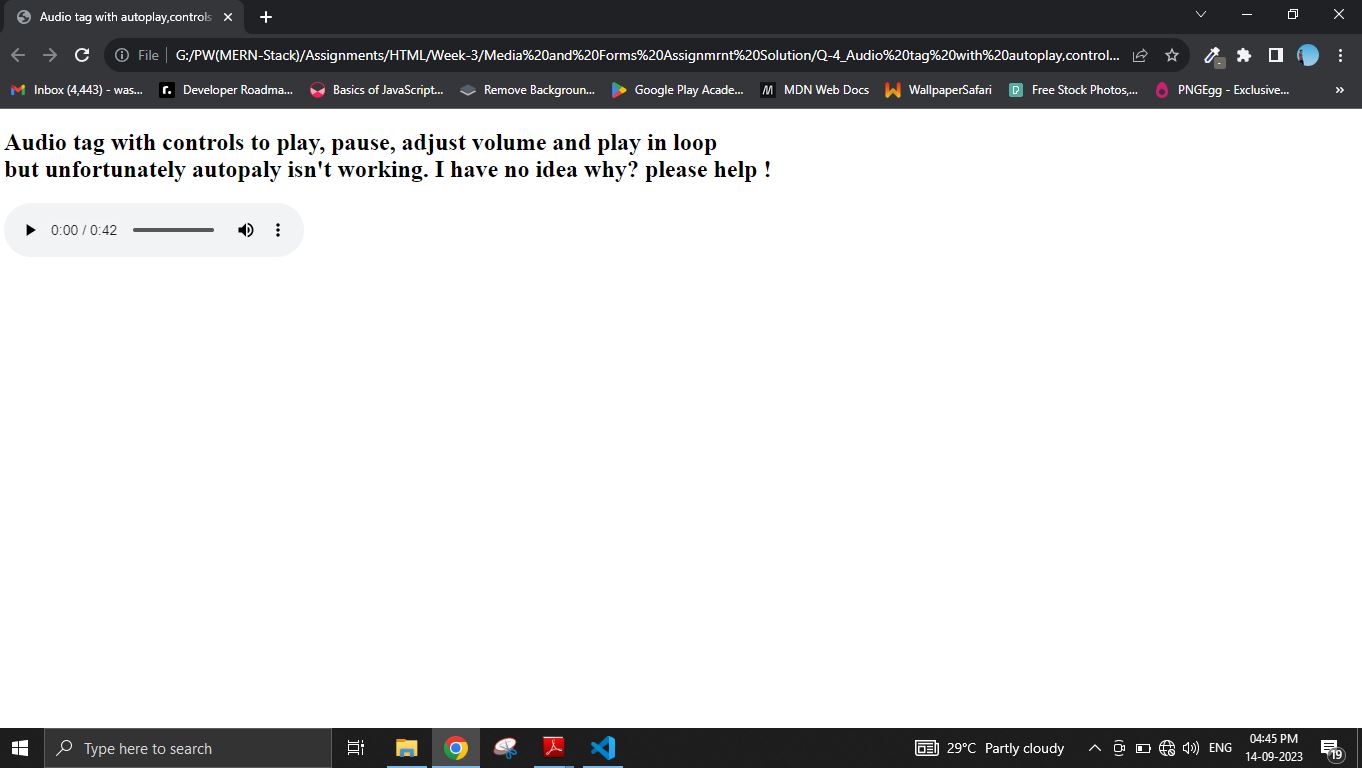 Audio tag with autoplay,controls
File
G:/PW(MERN-Stack)/Assignments/HTML/Week-3/Media%20and%20Forms%20Assignmrnt%20Solution/Q-4_Audio%20tag%20with%20autoplay,control...
Inbox (4,443) - was...
Developer Roadma...
Basics of JavaScript...
Remove Backgroun...
Google Play Acade...
MDN Web Docs
WallpaperSafari
Free Stock Photos,...
PNGEgg - Exclusive...
»
Audio tag with controls to play, pause, adjust volume and play in loop
but unfortunately autopaly isn't working. I have no idea why? please help !
0:00 / 0:42
Type here to search
29°C Partly cloudy
ENG
04:45 PM
14-09-2023
19